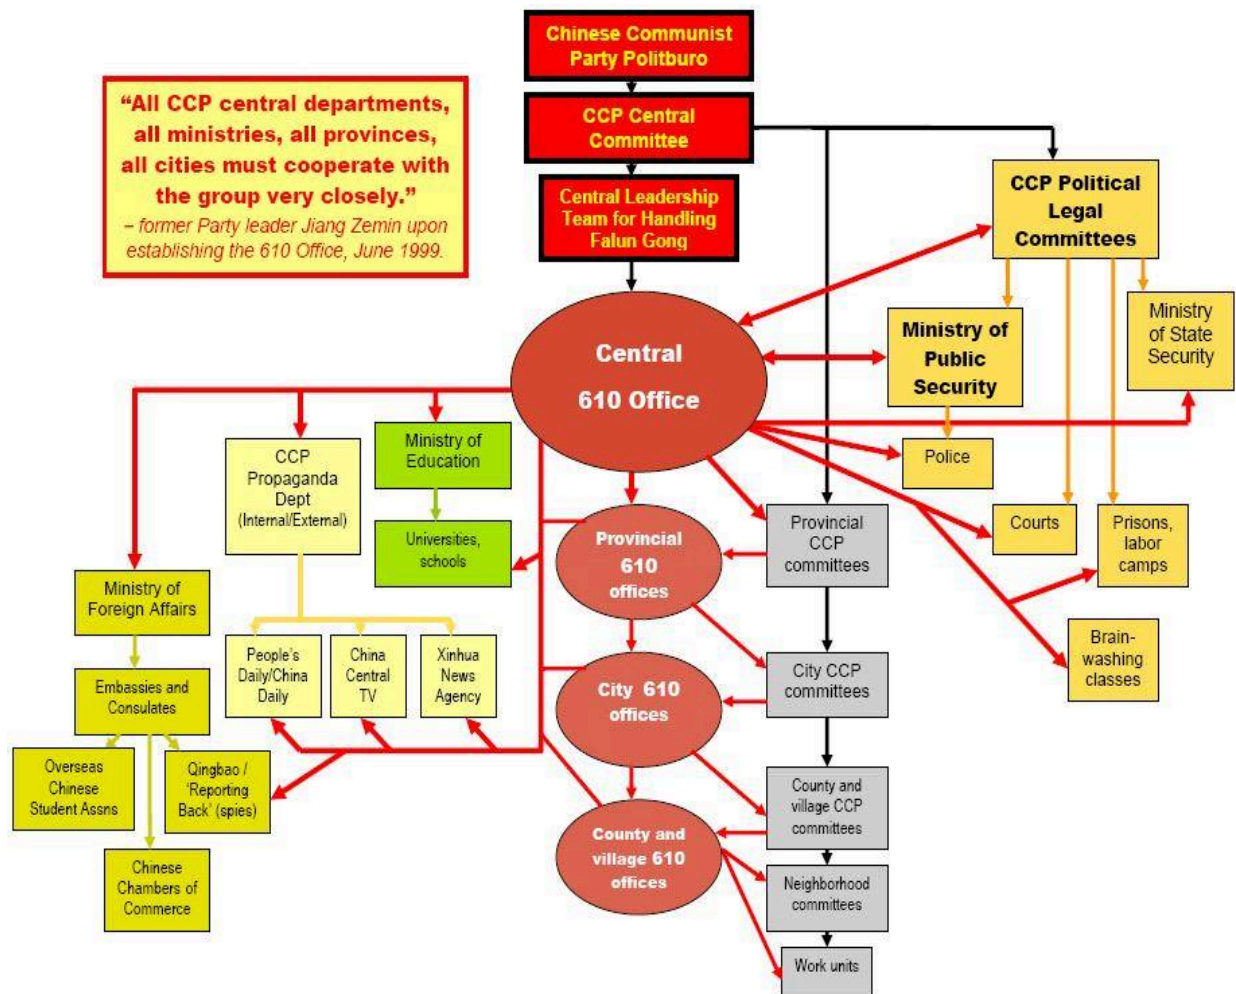 Chinese Communist
Party Politburo
“All CCP central departments,
all ministries, all provinces,
all cities must cooperate with
the group very closely.”
– former Party leader Jiang Zemin upon
establishing the 610 Office, June 1999.
CCP Central
Committee
Central Leadership
Team for Handling
Falun Gong
CCP Political
Legal
Committees
Central
610 Office
Ministry of
Public
Security
Ministry
of State
Security
CCP
Propaganda
Dept
(Internal/External)
Ministry of
Education
Police
Universities,
schools
Provincial
610
offices
Provincial
CCP
committees
Courts
Prisons,
labor
camps
Ministry of
Foreign Affairs
People's
Daily/China
Daily
China
Central
TV
Xinhua
News
Agency
City 610
offices
City CCP
committees
Brain-
washing
classes
Embassies and
Consulates
Overseas
Chinese
Student Assns
Qingbao /
‘Reporting
Back’ (spies)
County and
village 610
offices
County and
village CCP
committees
Chinese
Chambers of
Commerce
Neighborhood
committees
Work units